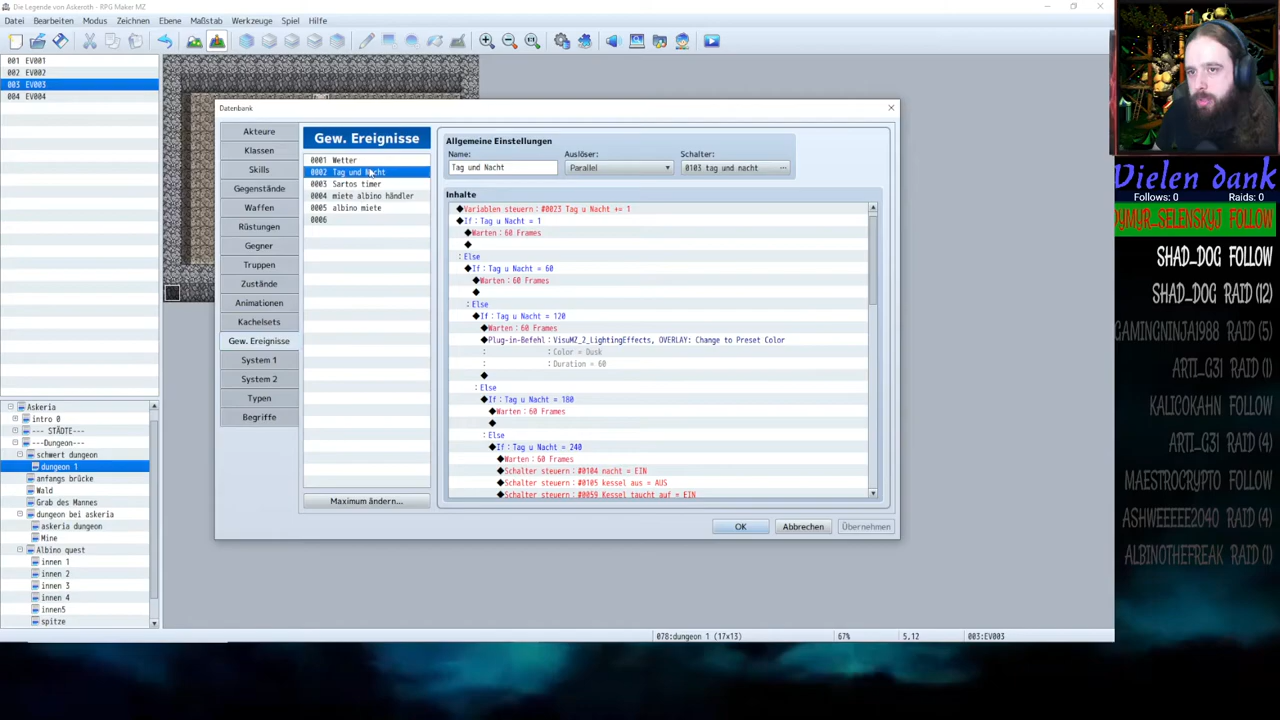 Die Legende von Askeroth - RPG Maker MZ
Datei Bearbeiten Modus Zeichnen Ebene Maßstab Werkzeuge Spiel Hilfe
001 EV001
002 EV002
003 EV003
004 EV004
Datenbank
Akteure
Klassen
Skills
Gegenstände
Waffen
Rüstungen
Gegner
Truppen
Zustände
Animationen
Kachelsets
Gew. Ereignisse
System 1
System 2
Typen
Begriffe
Gew. Ereignisse
0001 Wetter
0002 Tag und Nacht
0003 Sartos timer
0004 miete albino händler
0005 albino miete
0006
Maximum ändern...
Allgemeine Einstellungen
Name: Auslöser: Schalter:
Tag und Nacht Parallel 0103 tag und nacht ...
Inhalte
◆Variablen steuern：#0023 Tag u Nacht += 1
◆If：Tag u Nacht = 1
◆Warten：60 Frames
◆
：Else
◆If：Tag u Nacht = 60
◆Warten：60 Frames
◆
：Else
◆If：Tag u Nacht = 120
◆Warten：60 Frames
◆Plug-in-Befehl：VisuMZ_2_LightingEffects, OVERLAY: Change to Preset Color
： ：Color = Dusk
： ：Duration = 60
◆
：Else
◆If：Tag u Nacht = 180
◆Warten：60 Frames
◆
：Else
◆If：Tag u Nacht = 240
◆Warten：60 Frames
◆Schalter steuern：#0104 nacht = EIN
◆Schalter steuern：#0105 kessel aus = AUS
◆Schalter steuern：#0059 Kessel taucht auf = EIN
OK Abbrechen Übernehmen
Askeria
intro 0
--- STÄDTE---
---Dungeon---
schwert dungeon
dungeon 1
anfangs brücke
Wald
Grab des Mannes
dungeon bei askeria
askeria dungeon
Mine
Albino quest
innen 1
innen 2
innen 3
innen 4
innen5
spitze
078:dungeon 1 (17x13) 67% 5,12 003:EV003
Vielen dank
Follows: 0 Raids: 0
YMYR_SELENSKYJ FOLLOW
SHAD_DOG FOLLOW
SHAD_DOG RAID (12)
GAMINGNINJA1988 RAID (5)
ARTI_G31 RAID (1)
KALICOKAHN FOLLOW
ARTI_G31 RAID (4)
MAESTROCRYPTO FOLLOW
ASHWEEEEE2040 RAID (4)
ALBINOTHEFREAK RAID (1)